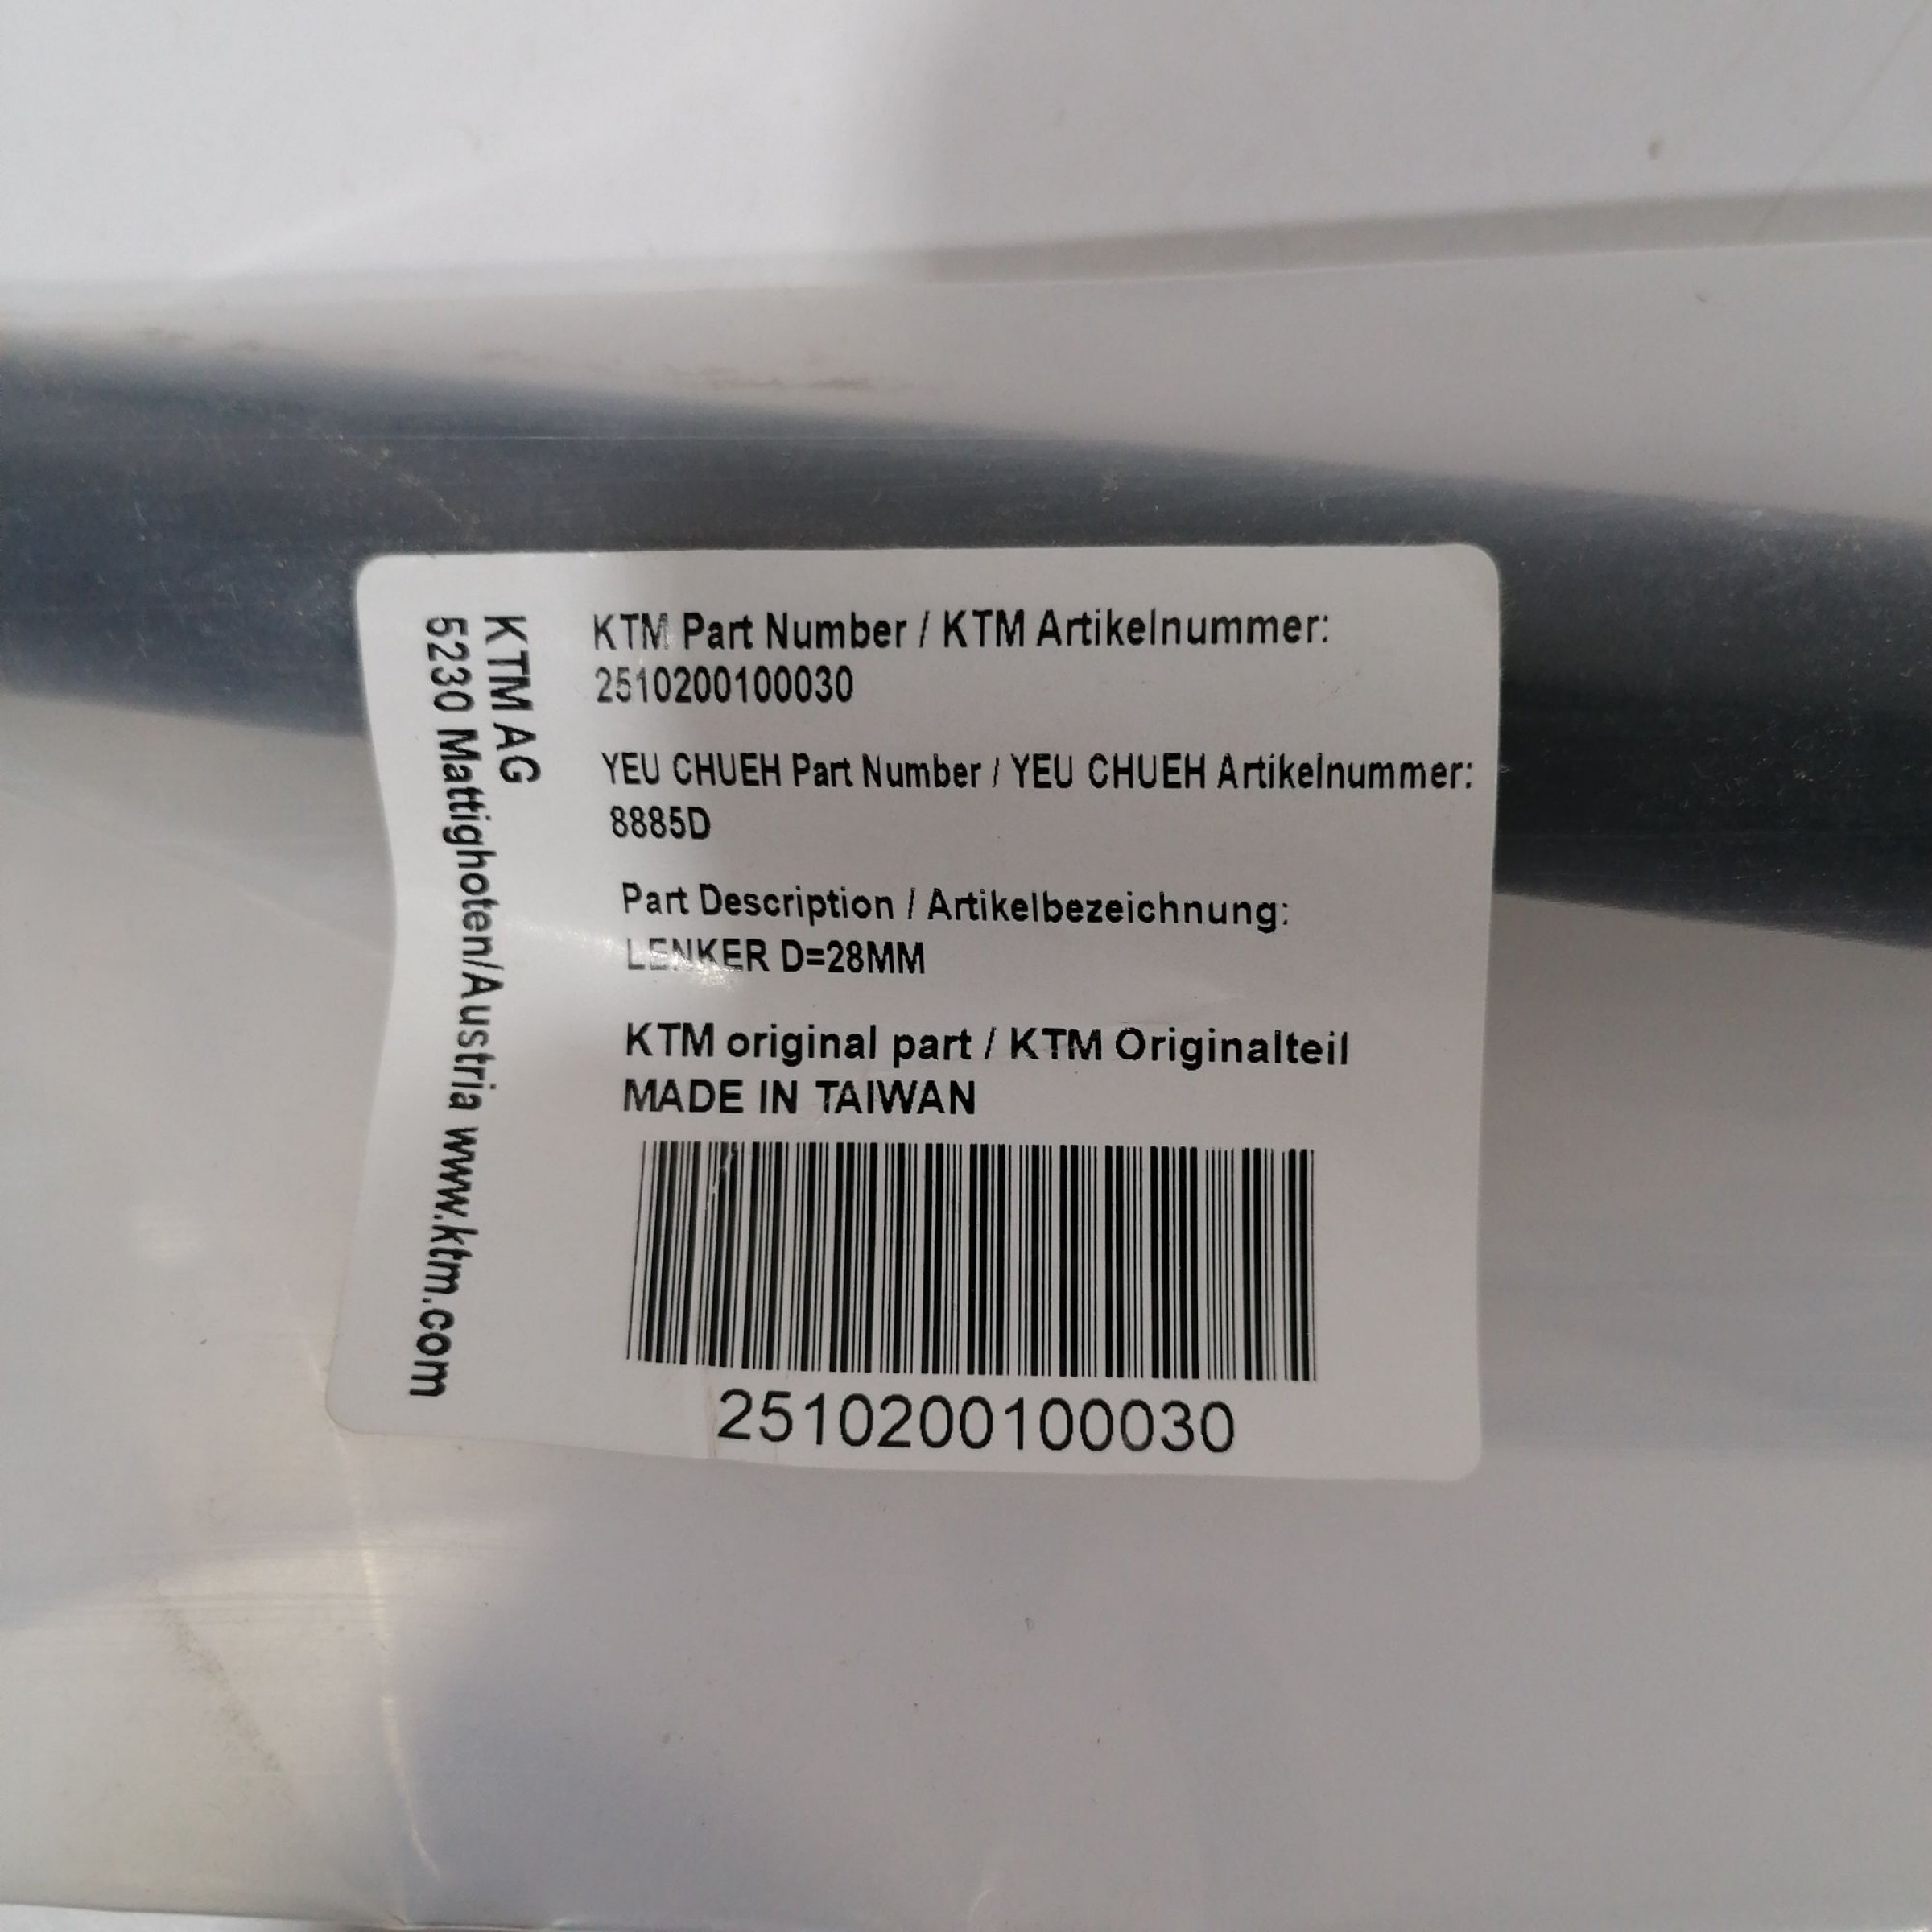 KTM AG
5230 Mattighoten/Austria www.ktm.com
KTM Part Number / KTM Artikelnummer:
2510200100030
YEU CHUEH Part Number / YEU CHUEH Artikelnummer:
8885D
Part Description / Artikelbezeichnung:
LENKER D=28MM
KTM original part / KTM Originalteil
MADE IN TAIWAN
2510200100030